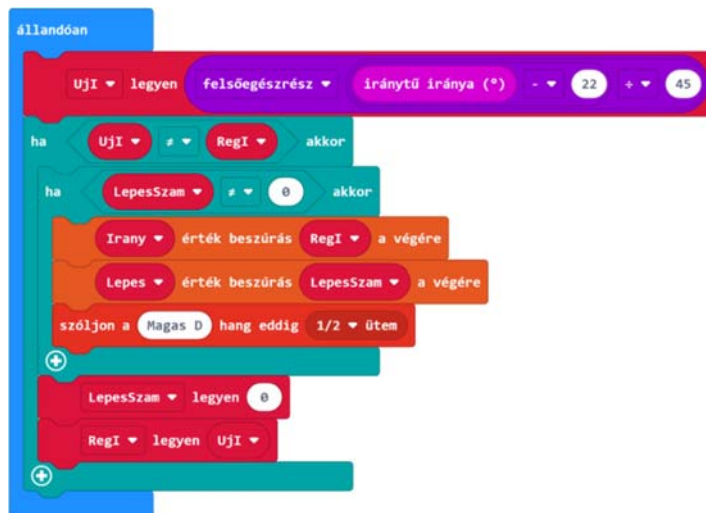 állandóan
UjI legyen felsőegészrész iránytű iránya (°) - 22 ÷ 45
ha UjI ≠ RegI akkor
ha LepesSzam ≠ 0 akkor
Irany érték beszúrás RegI a végére
Lepes érték beszúrás LepesSzam a végére
szóljon a Magas D hang eddig 1/2 ütem
LepesSzam legyen 0
RegI legyen UjI